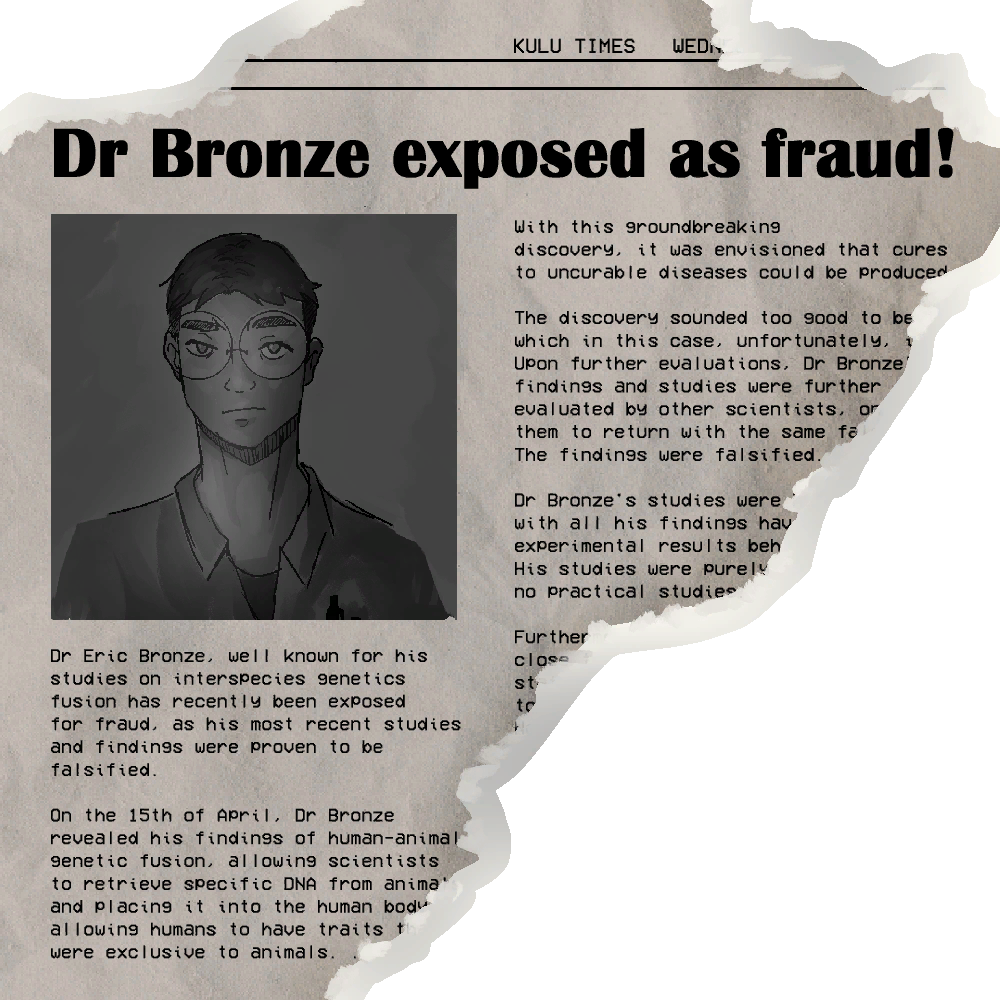 KULU TIMES
Dr Bronze exposed as fraud!
Dr Eric Bronze, well known for his
studies on interspecies genetics
fusion has recently been exposed
for fraud, as his most recent studies
and findings were proven to be
falsified.
On the 15th of April, Dr Bronze
revealed his findings of human-animal
genetic fusion, allowing scientists
to retrieve specific DNA from
and placing it into the human body
allowing humans to have traits
were exclusive to animals.
With this groundbreaking
discovery, it was envisioned that cures
to uncurable diseases could be produced
The discovery sounded too good to be
which in this case, unfortunately,
Upon further evaluations, Dr Bronze'
findings and studies were further
evaluated by other scientists,
them to return with the same
The findings were falsified.
Dr Bronze's studies were
with all his findings
experimental results
His studies were purely
no practical studies
Further
close